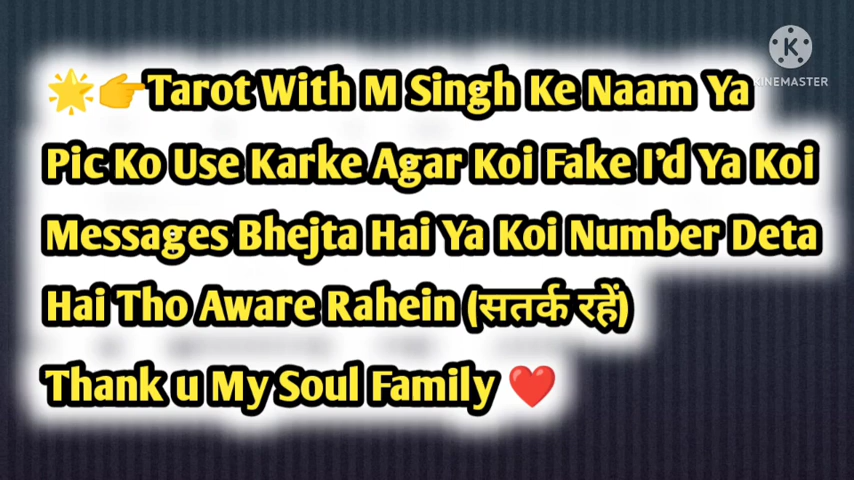 🌟👉Tarot With M Singh Ke Naam Ya
Pic Ko Use Karke Agar Koi Fake I'd Ya Koi
Messages Bhejta Hai Ya Koi Number Deta
Hai Tho Aware Rahein (सतर्क रहें)
Thank u My Soul Family ❤️
K
KINEMASTER